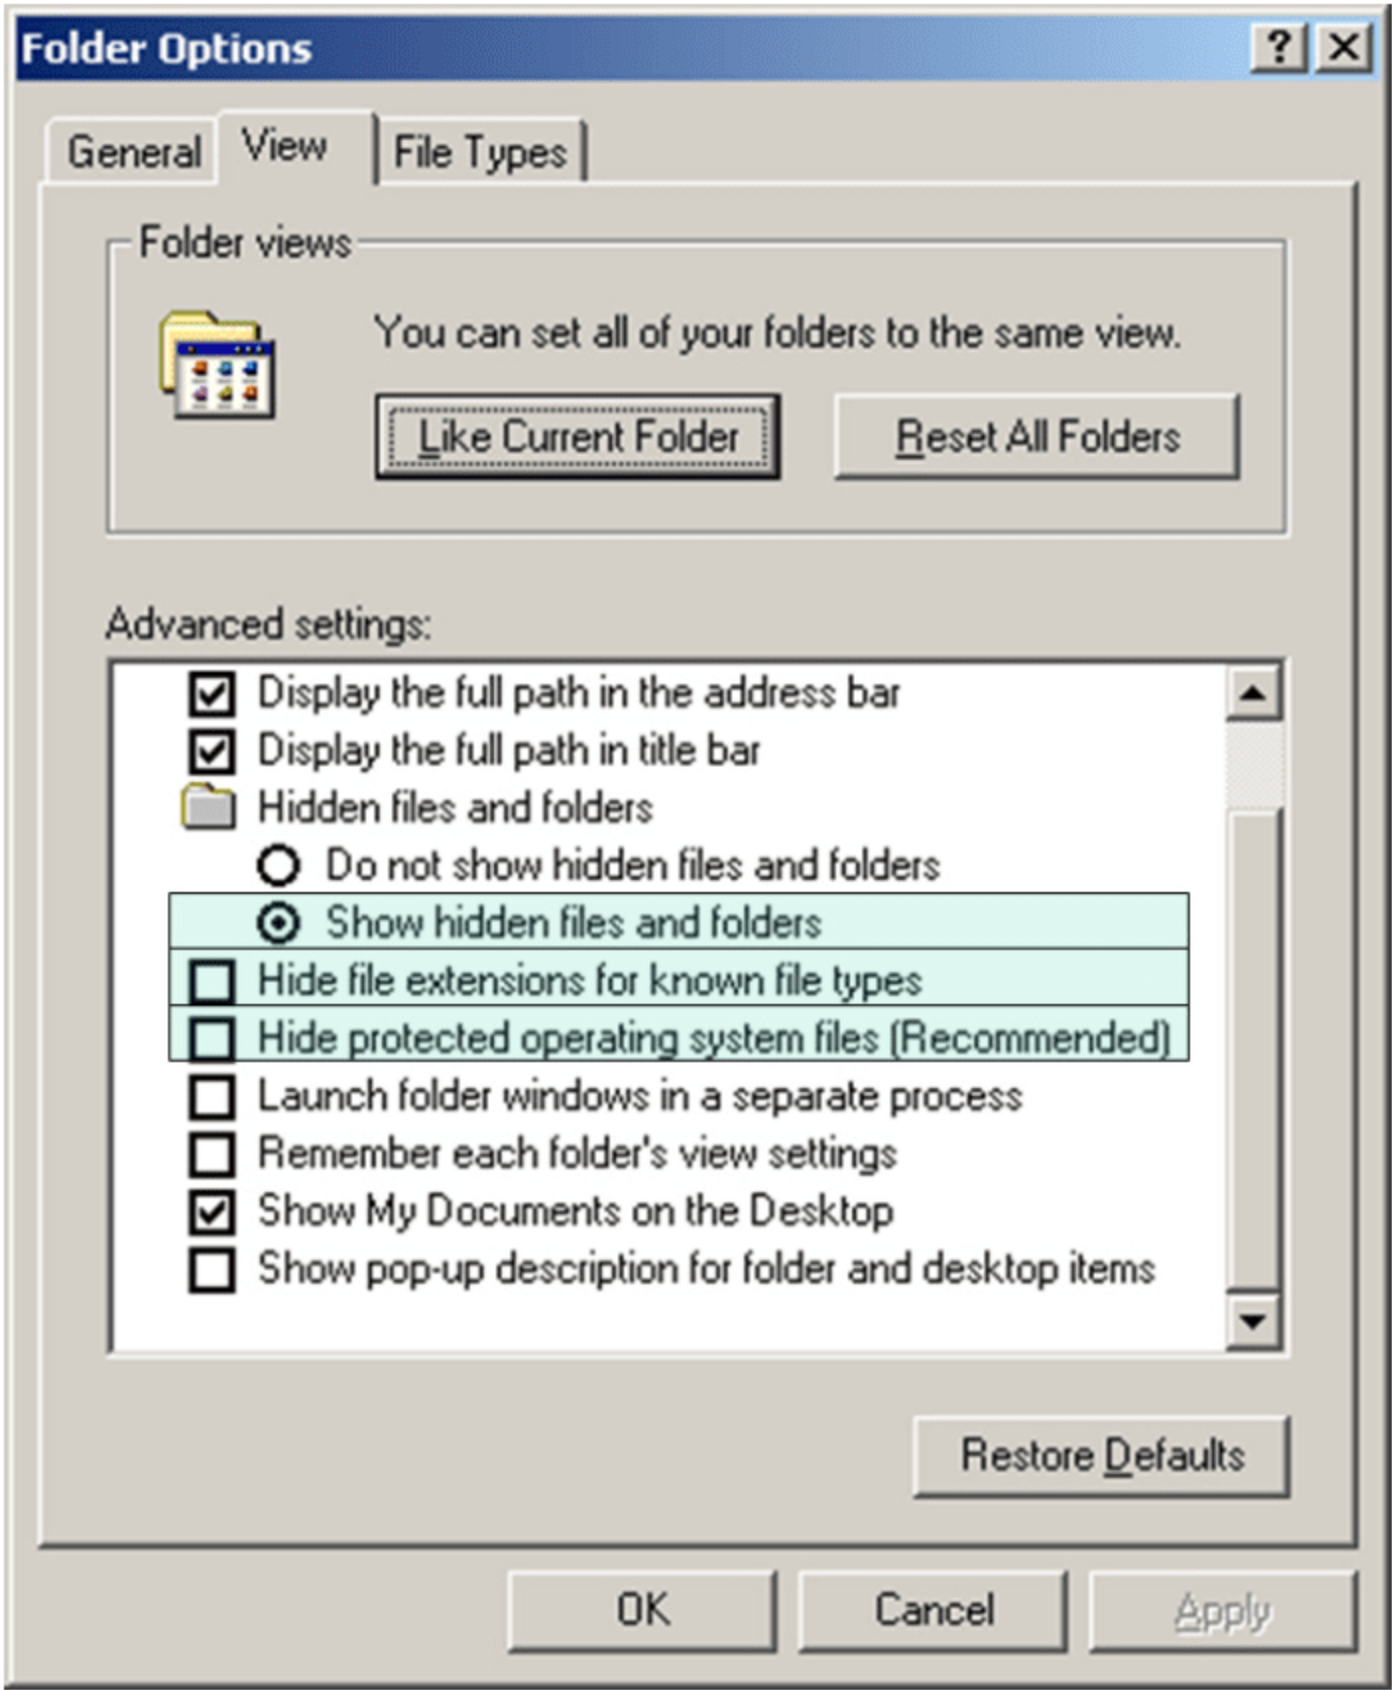 Folder Options
General
View
File Types
Folder views
You can set all of your folders to the same view.
Like Current Folder
Reset All Folders
Advanced settings:
Display the full path in the address bar
Display the full path in title bar
Hidden files and folders
Do not show hidden files and folders
Show hidden files and folders
Hide file extensions for known file types
Hide protected operating system files (Recommended)
Launch folder windows in a separate process
Remember each folder's view settings
Show My Documents on the Desktop
Show pop-up description for folder and desktop items
Restore Defaults
OK
Cancel
Apply